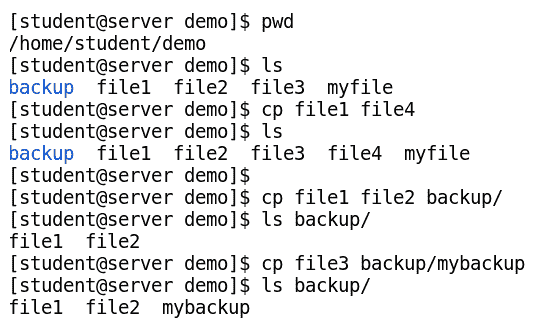 [student@server demo]$ pwd
/home/student/demo
[student@server demo]$ ls
backup  file1  file2  file3  myfile
[student@server demo]$ cp file1 file4
[student@server demo]$ ls
backup  file1  file2  file3  file4  myfile
[student@server demo]$
[student@server demo]$ cp file1 file2 backup/
[student@server demo]$ ls backup/
file1  file2
[student@server demo]$ cp file3 backup/mybackup
[student@server demo]$ ls backup/
file1  file2  mybackup